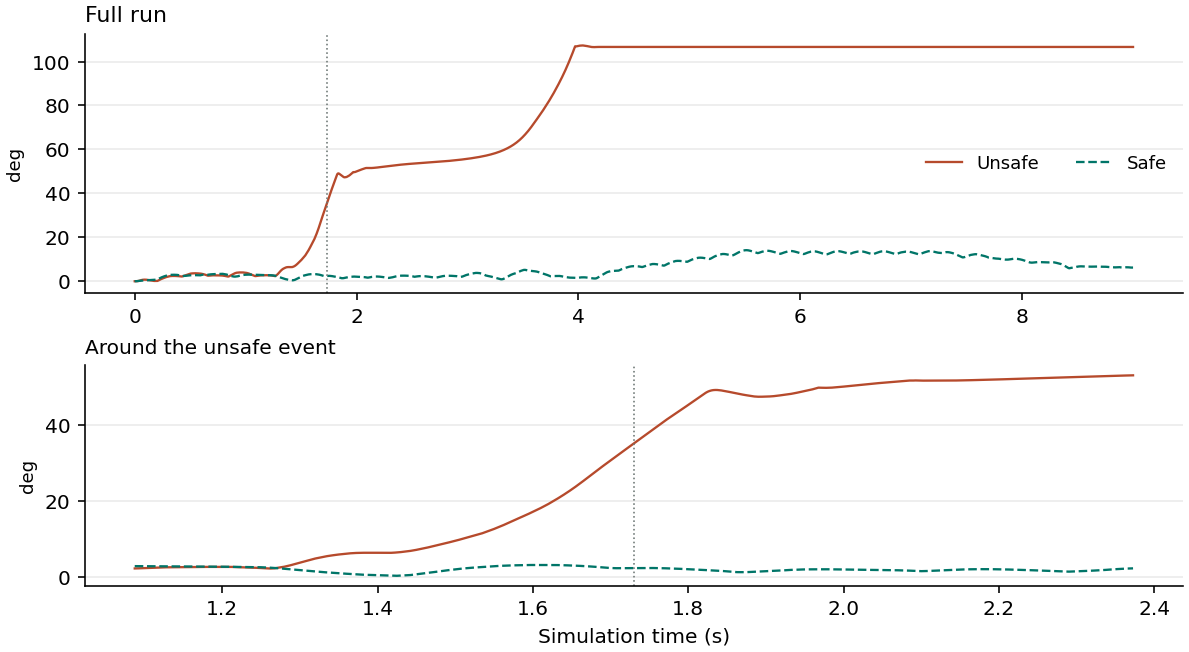 Full run
deg
100
80
60
40
20
0
Unsafe
Safe
0 2 4 6 8
Around the unsafe event
deg
40
20
0
1.2 1.4 1.6 1.8 2.0 2.2 2.4
Simulation time (s)